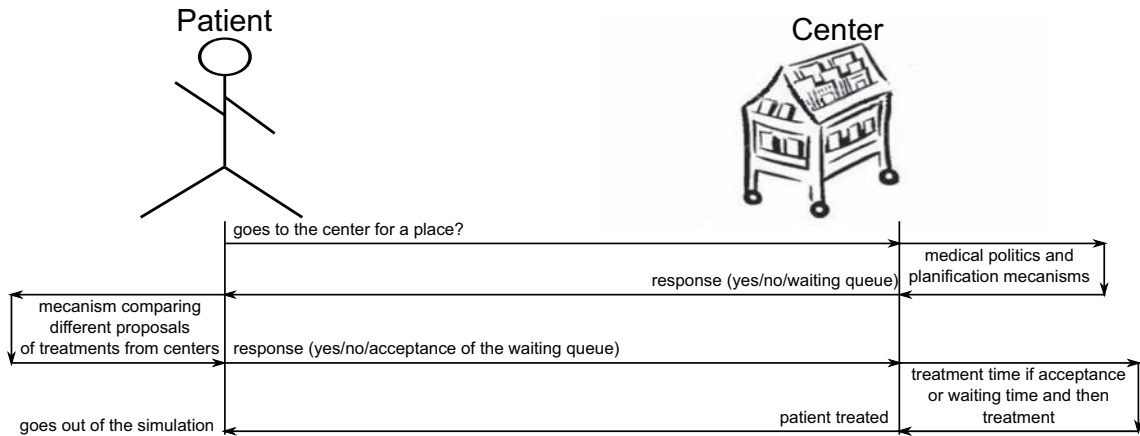 Patient
Center
goes to the center for a place?
medical politics and
planification mecanisms
response (yes/no/waiting queue)
mecanism comparing
different proposals
of treatments from centers
response (yes/no/acceptance of the waiting queue)
treatment time if acceptance
or waiting time and then
treatment
patient treated
goes out of the simulation